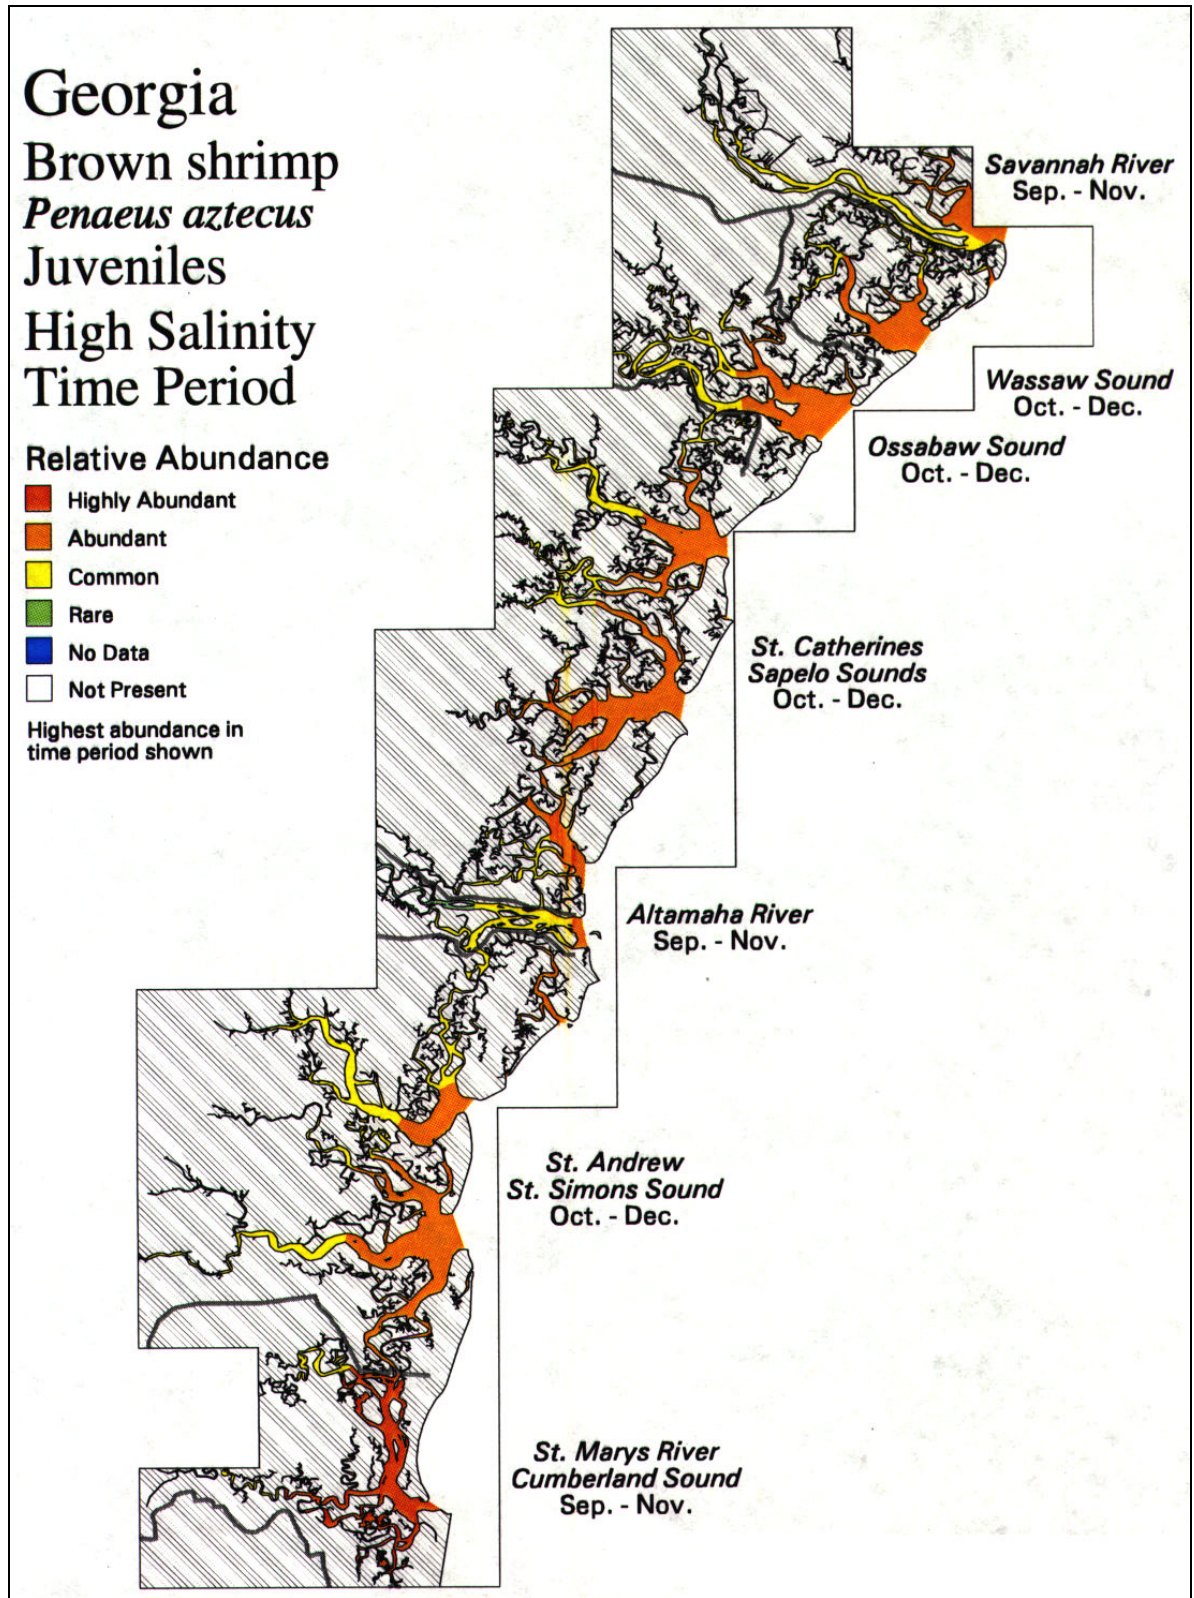 Georgia
Brown shrimp
Penaeus aztecus
Juveniles
High Salinity
Time Period
Relative Abundance
Highly Abundant
Abundant
Common
Rare
No Data
Not Present
Highest abundance in
time period shown
Savannah River
Sep. - Nov.
Wassaw Sound
Oct. - Dec.
Ossabaw Sound
Oct. - Dec.
St. Catherines
Sapelo Sounds
Oct. - Dec.
Altamaha River
Sep. - Nov.
St. Andrew
St. Simons Sound
Oct. - Dec.
St. Marys River
Cumberland Sound
Sep. - Nov.